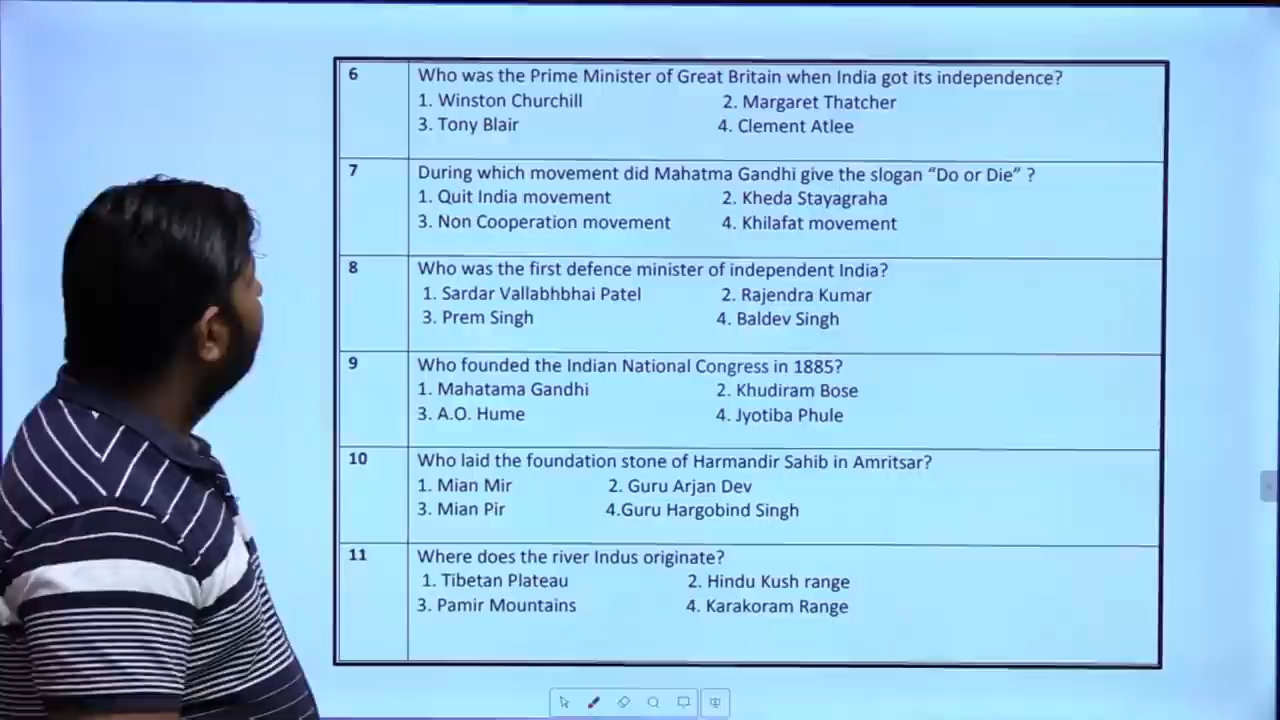 6 Who was the Prime Minister of Great Britain when India got its independence?
1. Winston Churchill 2. Margaret Thatcher
3. Tony Blair 4. Clement Atlee
7 During which movement did Mahatma Gandhi give the slogan “Do or Die” ?
1. Quit India movement 2. Kheda Stayagraha
3. Non Cooperation movement 4. Khilafat movement
8 Who was the first defence minister of independent India?
1. Sardar Vallabhbhai Patel 2. Rajendra Kumar
3. Prem Singh 4. Baldev Singh
9 Who founded the Indian National Congress in 1885?
1. Mahatama Gandhi 2. Khudiram Bose
3. A.O. Hume 4. Jyotiba Phule
10 Who laid the foundation stone of Harmandir Sahib in Amritsar?
1. Mian Mir 2. Guru Arjan Dev
3. Mian Pir 4.Guru Hargobind Singh
11 Where does the river Indus originate?
1. Tibetan Plateau 2. Hindu Kush range
3. Pamir Mountains 4. Karakoram Range